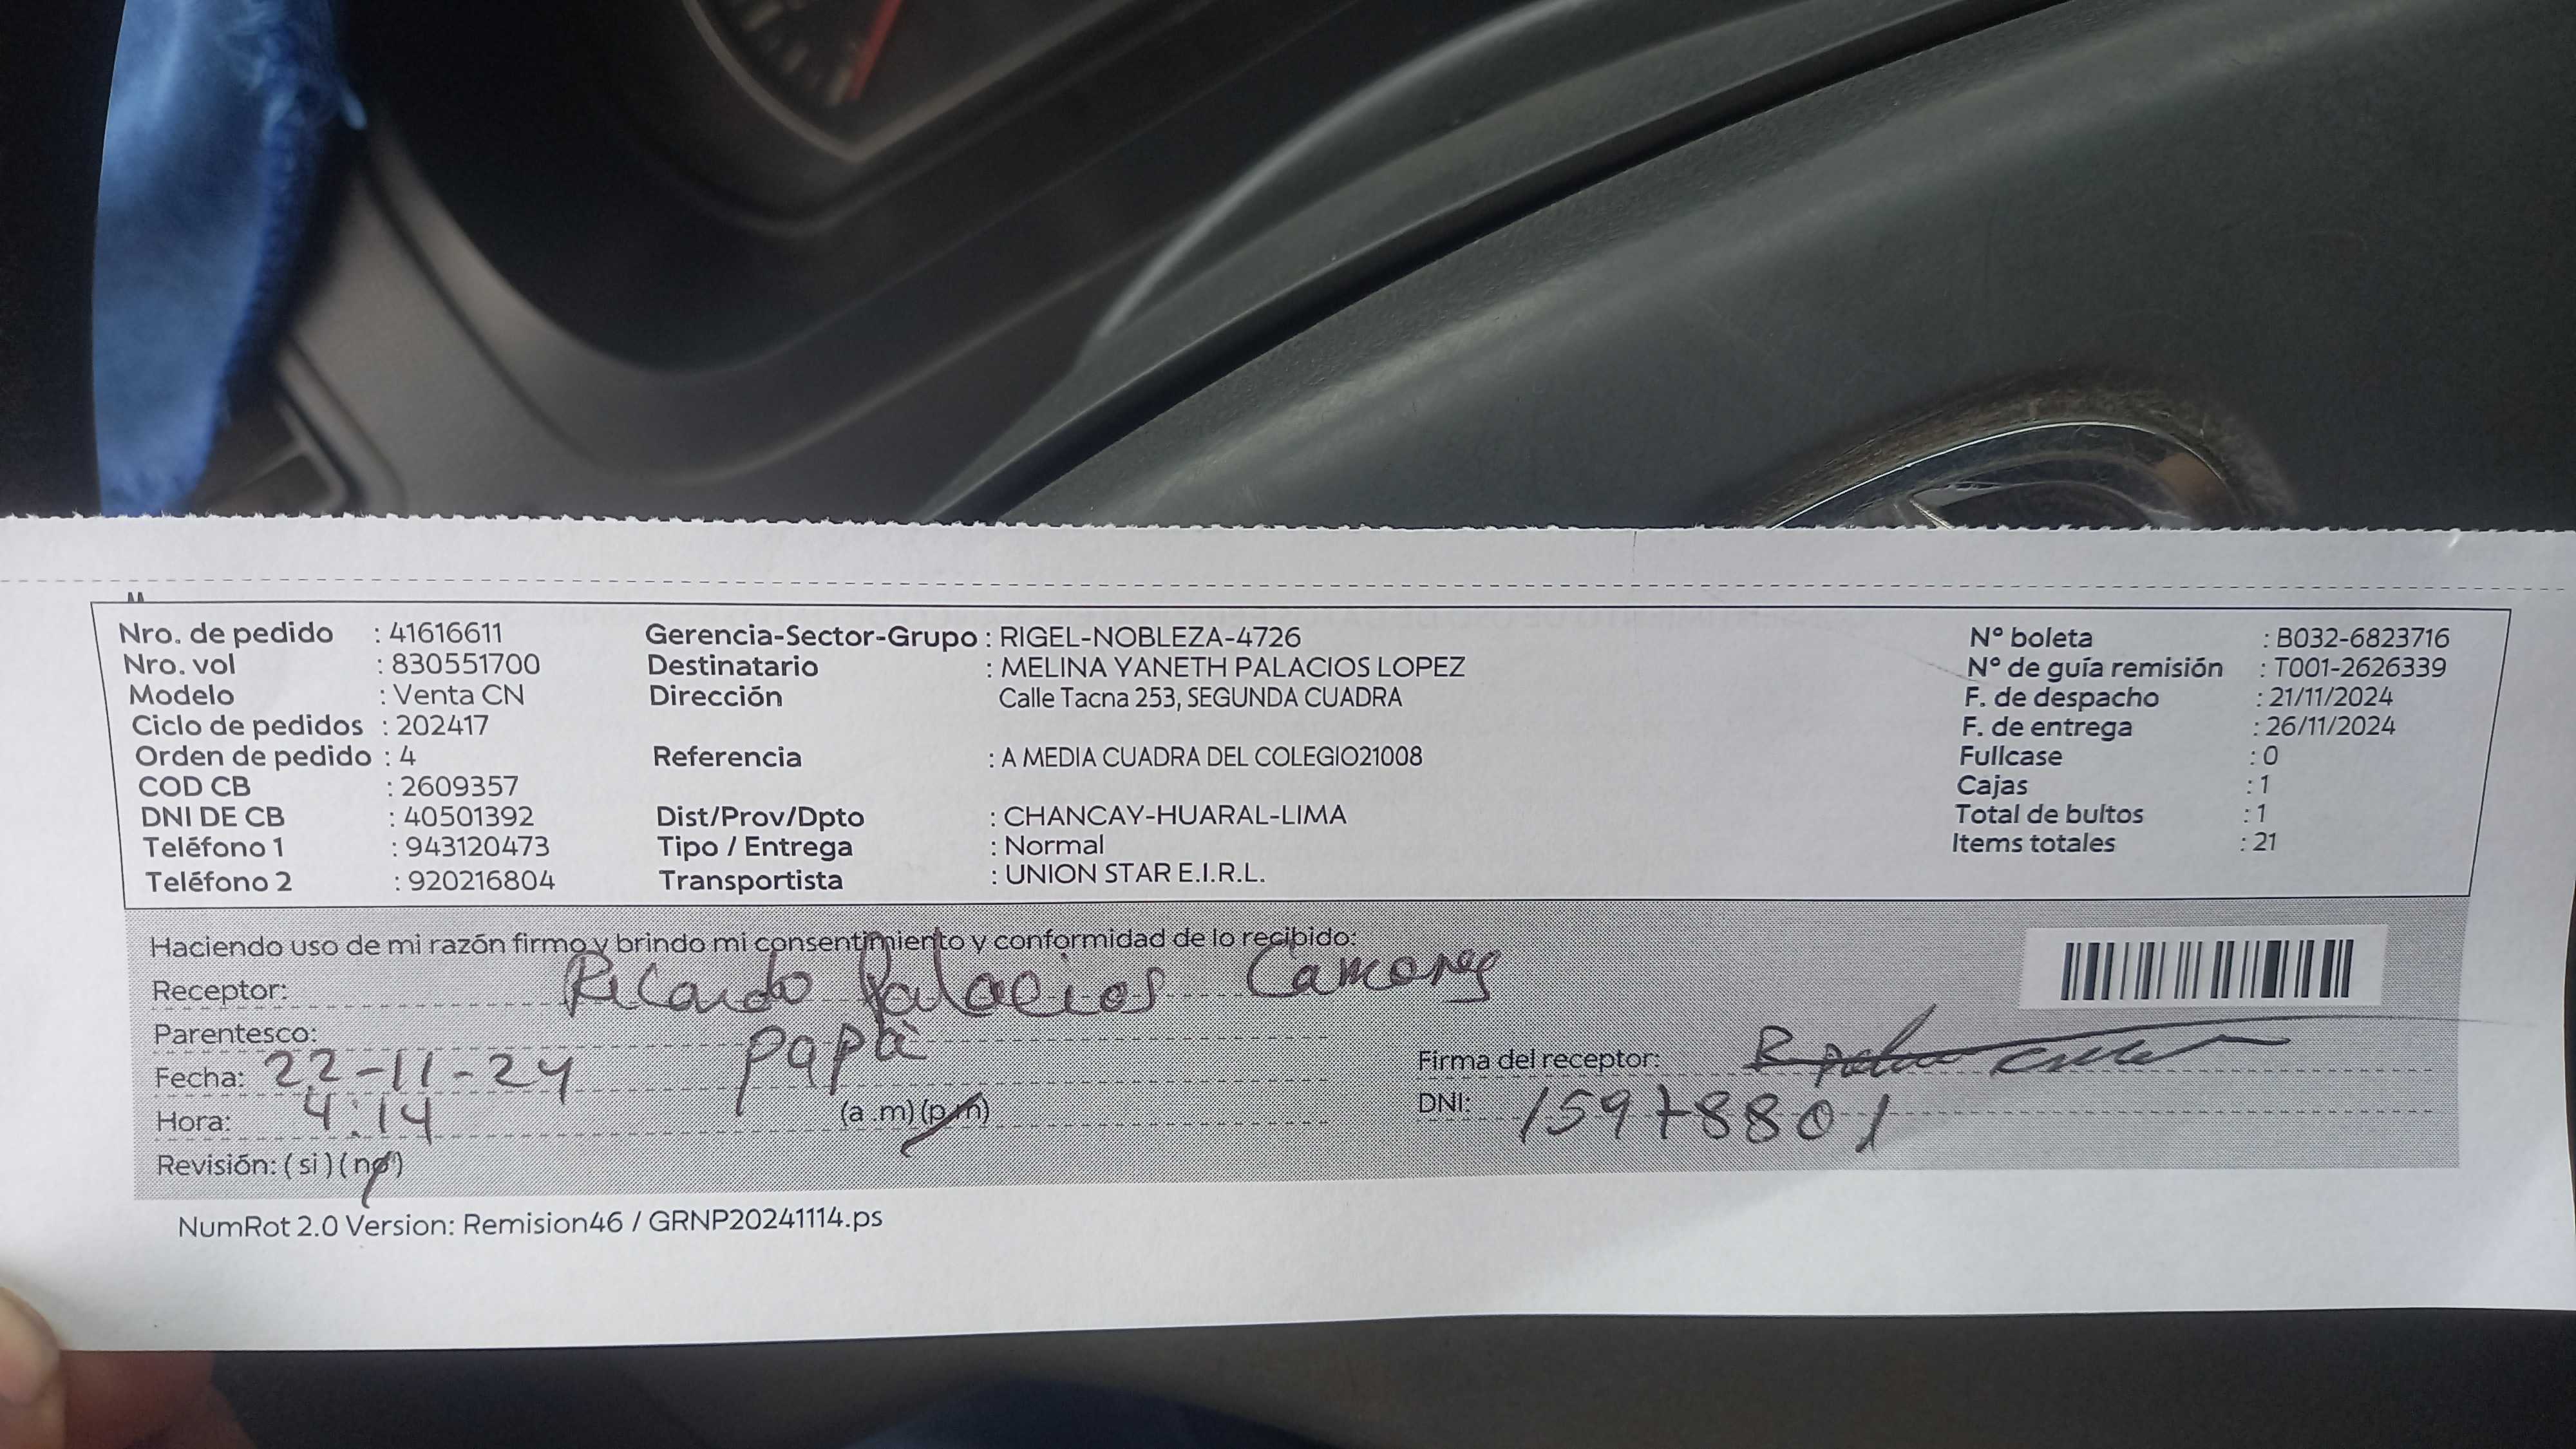 Nro. de pedido : 41616611
Nro. vol : 830551700
Modelo : Venta CN
Ciclo de pedidos : 202417
Orden de pedido : 4
COD CB : 2609357
DNI DE CB : 40501392
Teléfono 1 : 943120473
Teléfono 2 : 920216804
Gerencia-Sector-Grupo : RIGEL-NOBLEZA-4726
Destinatario : MELINA YANETH PALACIOS LOPEZ
Dirección Calle Tacna 253, SEGUNDA CUADRA
Referencia : A MEDIA CUADRA DEL COLEGIO21008
Dist/Prov/Dpto : CHANCAY-HUARAL-LIMA
Tipo / Entrega : Normal
Transportista : UNION STAR E.I.R.L.
N° boleta : B032-6823716
N° de guía remisión : T001-2626339
F. de despacho : 21/11/2024
F. de entrega : 26/11/2024
Fullcase : 0
Cajas : 1
Total de bultos : 1
Items totales : 21
Haciendo uso de mi razón firmo y brindo mi consentimiento y conformidad de lo recibido:
Receptor: Ricardo Palacios
Parentesco: papà
Fecha: 22-11-24
Hora: 4:14 (a .m) (p.m)
Revisión: ( si ) ( no )
Firma del receptor:
DNI: 15978801
NumRot 2.0 Version: Remision46 / GRNP20241114.ps